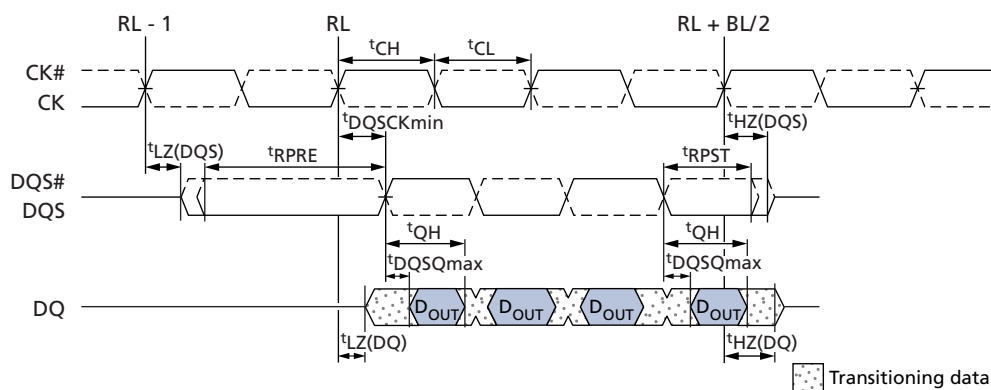 RL - 1
RL
RL + BL/2
tCH
tCL
CK#
CK
tDQSCKmin
tHZ(DQS)
tLZ(DQS)
tRPRE
tRPST
DQS#
DQS
tQH
tQH
tDQSQmax
tDQSQmax
DQ
DOUT
DOUT
DOUT
DOUT
tLZ(DQ)
tHZ(DQ)
Transitioning data